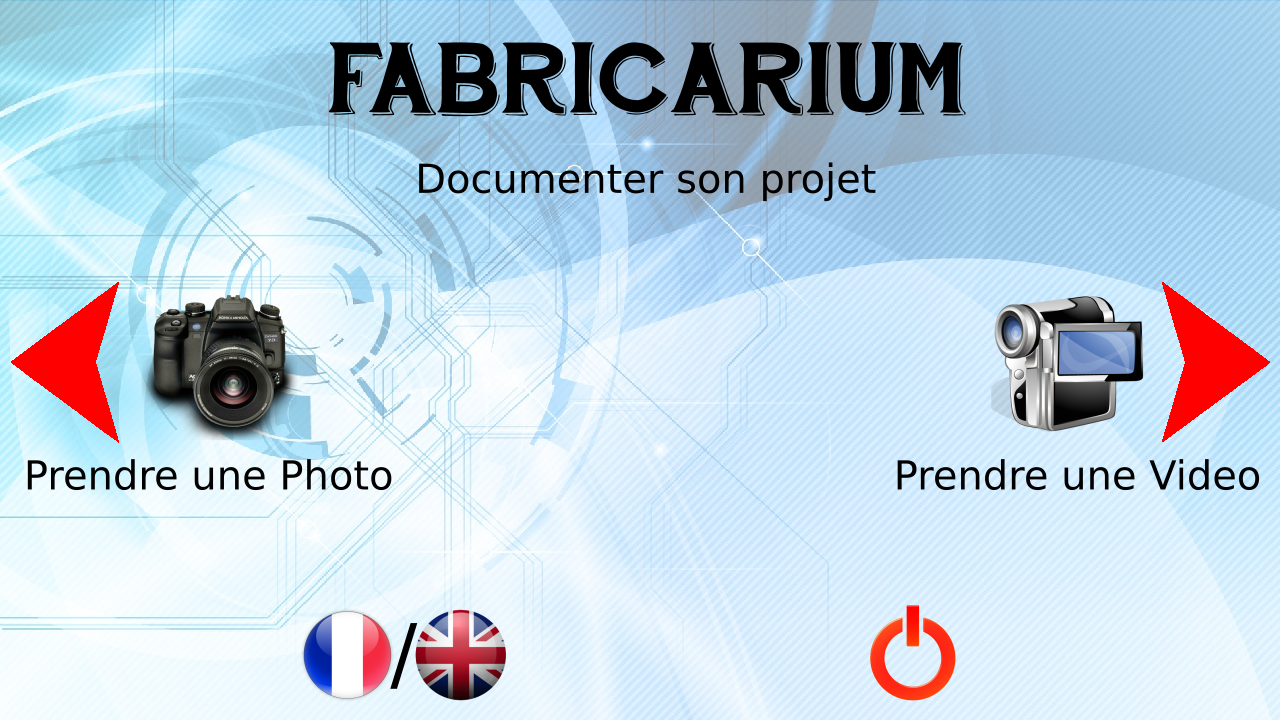 FABRICARIUM
Documenter son projet
Prendre une Photo
Prendre une Video
/